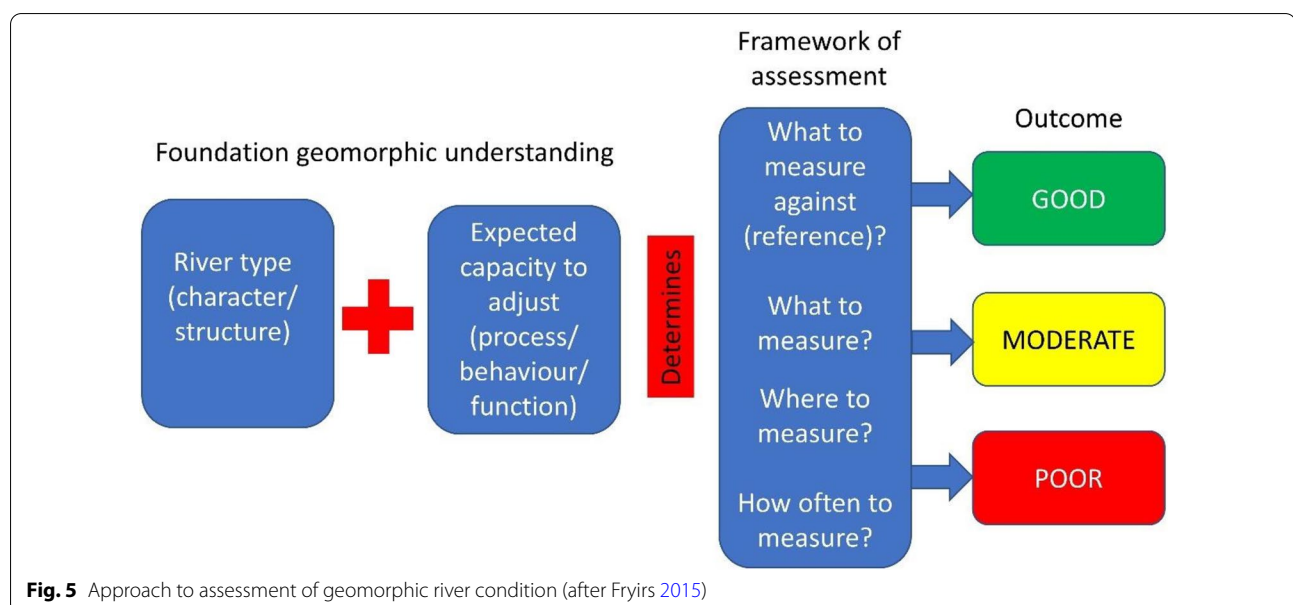 Foundation geomorphic understanding
River type
(character/
structure)
Expected
capacity to
adjust
(process/
behaviour/
function)
Determines
Framework of
assessment
What to
measure
against
(reference)?
What to
measure?
Where to
measure?
How often to
measure?
Outcome
GOOD
MODERATE
POOR
Fig. 5 Approach to assessment of geomorphic river condition (after Fryirs 2015)